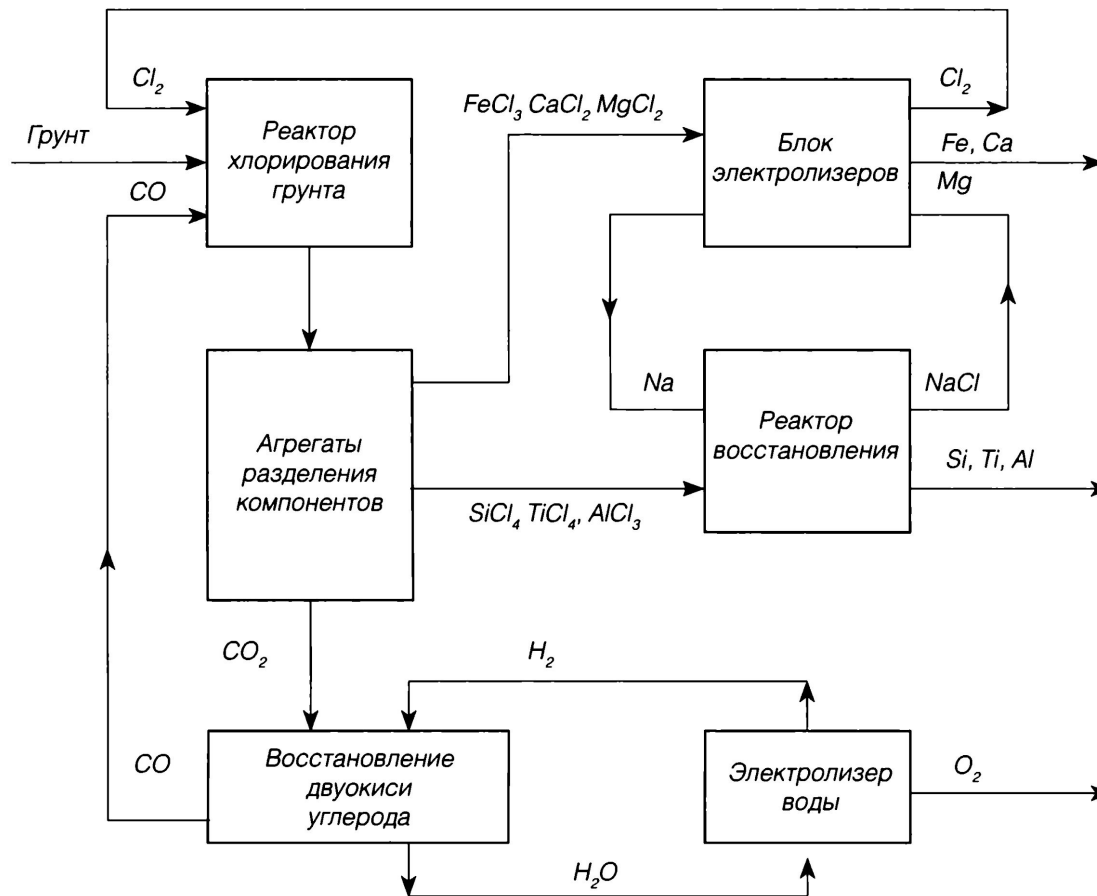 Cl₂
Cl₂
Грунт
CO
Реактор
хлорирования
грунта
FeCl₃ CaCl₂ MgCl₂
Блок
электролизеров
Fe, Ca
Mg
Агрегаты
разделения
компонентов
Na
NaCl
Реактор
восстановления
Si, Ti, Al
SiCl₄ TiCl₄, AlCl₃
CO₂
H₂
CO
Восстановление
двуокиси
углерода
Электролизер
воды
O₂
H₂O